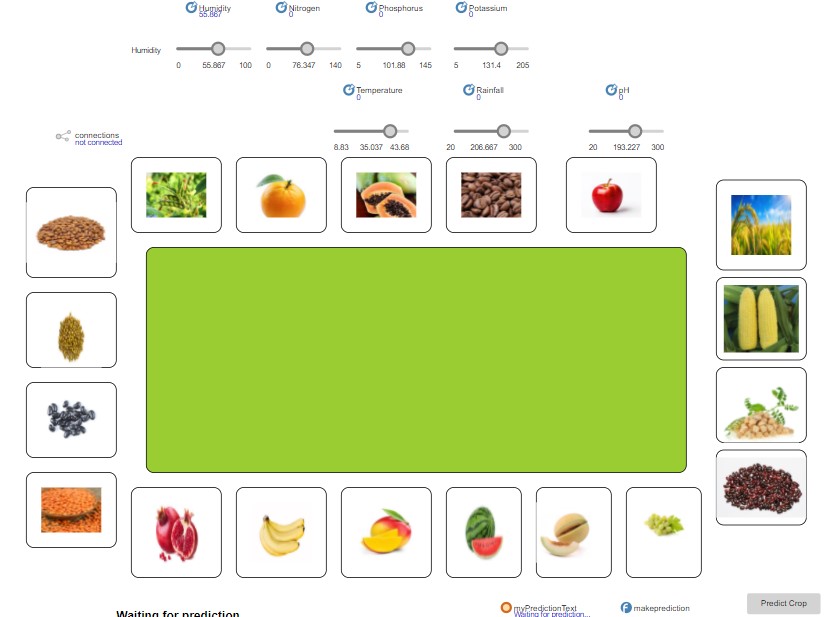 Humidity Nitrogen Phosphorus Potassium
55.867 0 0 0
Humidity
0 55.867 100 0 76.347 140 5 101.88 145 5 131.4 205
Temperature Rainfall pH
0 0 0
connections
not connected
8.83 35.037 43.68 20 206.667 300 20 193.227 300
myPredictionText makeprediction Predict Crop
Waiting for prediction Waiting for prediction...